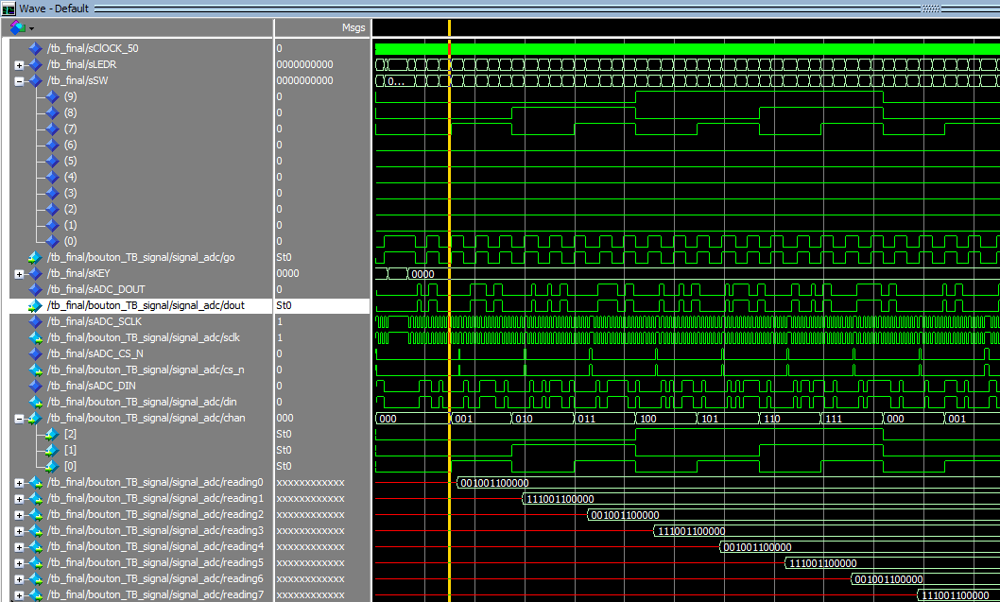 Wave - Default
Msgs
/tb_final/sClOCK_50 0
/tb_final/sLEDR 0000000000
/tb_final/sSW 0000000000 0...
(9) 0
(8) 0
(7) 0
(6) 0
(5) 0
(4) 0
(3) 0
(2) 0
(1) 0
(0) 0
/tb_final/bouton_TB_signal/signal_adc/go St0
/tb_final/sKEY 0000 0000
/tb_final/sADC_DOUT 0
/tb_final/bouton_TB_signal/signal_adc/dout St0
/tb_final/sADC_SCLK 1
/tb_final/bouton_TB_signal/signal_adc/sclk 1
/tb_final/sADC_CS_N 0
/tb_final/bouton_TB_signal/signal_adc/cs_n 0
/tb_final/sADC_DIN 0
/tb_final/bouton_TB_signal/signal_adc/din 0
/tb_final/bouton_TB_signal/signal_adc/chan 000 000 001 010 011 100 101 110 111 000 001
[2] St0
[1] St0
[0] St0
/tb_final/bouton_TB_signal/signal_adc/reading0 xxxxxxxxxxxx 001001100000
/tb_final/bouton_TB_signal/signal_adc/reading1 xxxxxxxxxxxx 111001100000
/tb_final/bouton_TB_signal/signal_adc/reading2 xxxxxxxxxxxx 001001100000
/tb_final/bouton_TB_signal/signal_adc/reading3 xxxxxxxxxxxx 111001100000
/tb_final/bouton_TB_signal/signal_adc/reading4 xxxxxxxxxxxx 001001100000
/tb_final/bouton_TB_signal/signal_adc/reading5 xxxxxxxxxxxx 111001100000
/tb_final/bouton_TB_signal/signal_adc/reading6 xxxxxxxxxxxx 001001100000
/tb_final/bouton_TB_signal/signal_adc/reading7 xxxxxxxxxxxx 111001100000